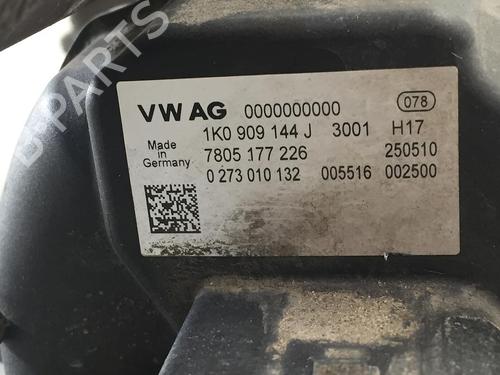 VW AG 0000000000 078
1K0 909 144 J 3001 H17
Made in Germany 7805 177 226 250510
0 273 010 132 005516 002500
B-PARTS